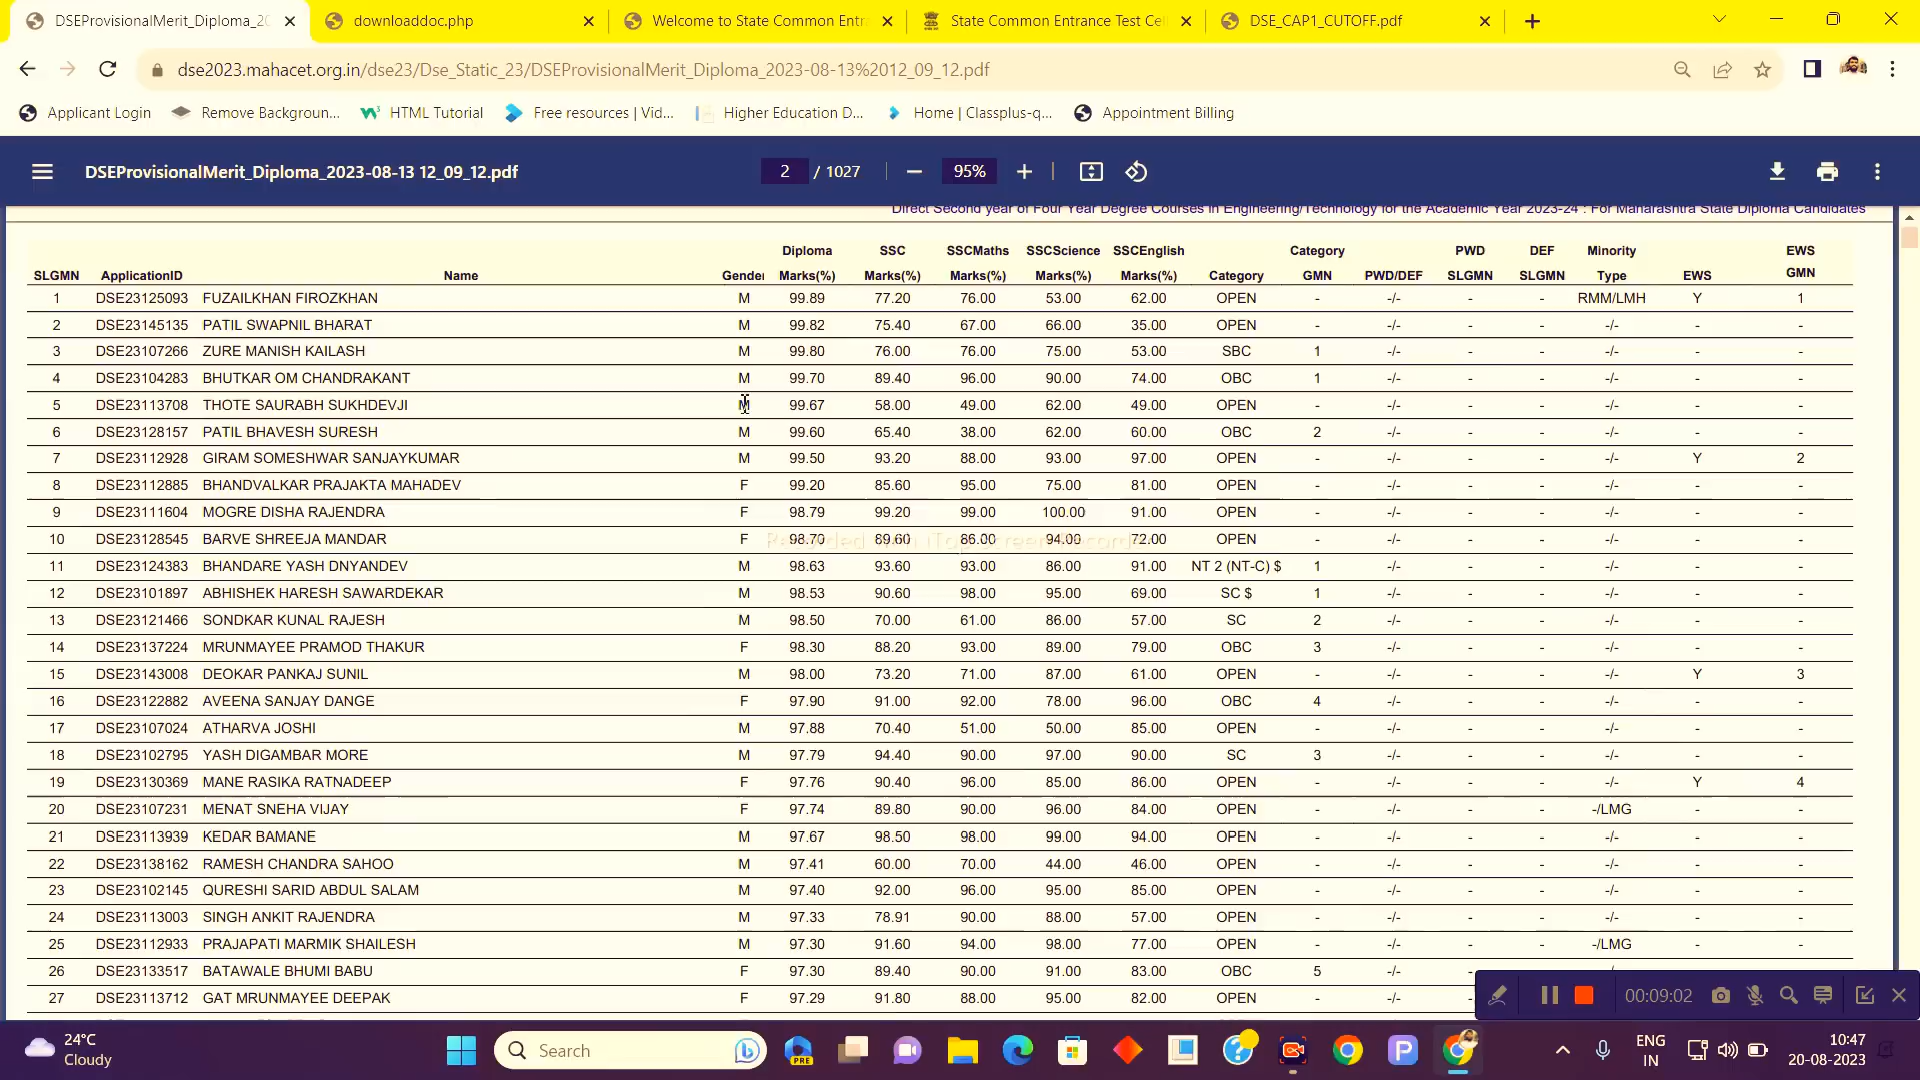 DSEProvisionalMerit_Diploma_20
downloaddoc.php
Welcome to State Common Entr
State Common Entrance Test Cel
DSE_CAP1_CUTOFF.pdf
dse2023.mahacet.org.in/dse23/Dse_Static_23/DSEProvisionalMerit_Diploma_2023-08-13%2012_09_12.pdf
Applicant Login Remove Backgroun... HTML Tutorial Free resources | Vid... Higher Education D... Home | Classplus-q... Appointment Billing
DSEProvisionalMerit_Diploma_2023-08-13 12_09_12.pdf 2 / 1027 95%
Direct Second year of Four Year Degree Courses in Engineering/Technology for the Academic Year 2023-24 : For Maharashtra State Diploma Candidates
Diploma SSC SSCMaths SSCScience SSCEnglish Category PWD DEF Minority EWS
SLGMN ApplicationID Name Gender Marks(%) Marks(%) Marks(%) Marks(%) Marks(%) Category GMN PWD/DEF SLGMN SLGMN Type EWS GMN
1 DSE23125093 FUZAILKHAN FIROZKHAN M 99.89 77.20 76.00 53.00 62.00 OPEN - -/- - - RMM/LMH Y 1
2 DSE23145135 PATIL SWAPNIL BHARAT M 99.82 75.40 67.00 66.00 35.00 OPEN - -/- - - -/- - -
3 DSE23107266 ZURE MANISH KAILASH M 99.80 76.00 76.00 75.00 53.00 SBC 1 -/- - - -/- - -
4 DSE23104283 BHUTKAR OM CHANDRAKANT M 99.70 89.40 96.00 90.00 74.00 OBC 1 -/- - - -/- - -
5 DSE23113708 THOTE SAURABH SUKHDEVJI M 99.67 58.00 49.00 62.00 49.00 OPEN - -/- - - -/- - -
6 DSE23128157 PATIL BHAVESH SURESH M 99.60 65.40 38.00 62.00 60.00 OBC 2 -/- - - -/- - -
7 DSE23112928 GIRAM SOMESHWAR SANJAYKUMAR M 99.50 93.20 88.00 93.00 97.00 OPEN - -/- - - -/- Y 2
8 DSE23112885 BHANDVALKAR PRAJAKTA MAHADEV F 99.20 85.60 95.00 75.00 81.00 OPEN - -/- - - -/- - -
9 DSE23111604 MOGRE DISHA RAJENDRA F 98.79 99.20 99.00 100.00 91.00 OPEN - -/- - - -/- - -
10 DSE23128545 BARVE SHREEJA MANDAR F 98.70 89.60 86.00 94.00 72.00 OPEN - -/- - - -/- - -
Recorded with iTop Screen Recorder
11 DSE23124383 BHANDARE YASH DNYANDEV M 98.63 93.60 93.00 86.00 91.00 NT 2 (NT-C) $ 1 -/- - - -/- - -
12 DSE23101897 ABHISHEK HARESH SAWARDEKAR M 98.53 90.60 98.00 95.00 69.00 SC $ 1 -/- - - -/- - -
13 DSE23121466 SONDKAR KUNAL RAJESH M 98.50 70.00 61.00 86.00 57.00 SC 2 -/- - - -/- - -
14 DSE23137224 MRUNMAYEE PRAMOD THAKUR F 98.30 88.20 93.00 89.00 79.00 OBC 3 -/- - - -/- - -
15 DSE23143008 DEOKAR PANKAJ SUNIL M 98.00 73.20 71.00 87.00 61.00 OPEN - -/- - - -/- Y 3
16 DSE23122882 AVEENA SANJAY DANGE F 97.90 91.00 92.00 78.00 96.00 OBC 4 -/- - - -/- - -
17 DSE23107024 ATHARVA JOSHI M 97.88 70.40 51.00 50.00 85.00 OPEN - -/- - - -/- - -
18 DSE23102795 YASH DIGAMBAR MORE M 97.79 94.40 90.00 97.00 90.00 SC 3 -/- - - -/- - -
19 DSE23130369 MANE RASIKA RATNADEEP F 97.76 90.40 96.00 85.00 86.00 OPEN - -/- - - -/- Y 4
20 DSE23107231 MENAT SNEHA VIJAY F 97.74 89.80 90.00 96.00 84.00 OPEN - -/- - - -/LMG - -
21 DSE23113939 KEDAR BAMANE M 97.67 98.50 98.00 99.00 94.00 OPEN - -/- - - -/- - -
22 DSE23138162 RAMESH CHANDRA SAHOO M 97.41 60.00 70.00 44.00 46.00 OPEN - -/- - - -/- - -
23 DSE23102145 QURESHI SARID ABDUL SALAM M 97.40 92.00 96.00 95.00 85.00 OPEN - -/- - - -/- - -
24 DSE23113003 SINGH ANKIT RAJENDRA M 97.33 78.91 90.00 88.00 57.00 OPEN - -/- - - -/- - -
25 DSE23112933 PRAJAPATI MARMIK SHAILESH M 97.30 91.60 94.00 98.00 77.00 OPEN - -/- - - -/LMG - -
26 DSE23133517 BATAWALE BHUMI BABU F 97.30 89.40 90.00 91.00 83.00 OBC 5 -/- -
27 DSE23113712 GAT MRUNMAYEE DEEPAK F 97.29 91.80 88.00 95.00 82.00 OPEN - -/- -
00:09:02
24°C
Cloudy
Search
PRE
ENG
IN
10:47
20-08-2023